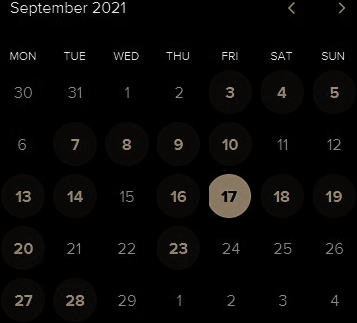 September 2021
MON TUE WED THU FRI SAT SUN
30 31 1 2 3 4 5
6 7 8 9 10 11 12
13 14 15 16 17 18 19
20 21 22 23 24 25 26
27 28 29 1 2 3 4